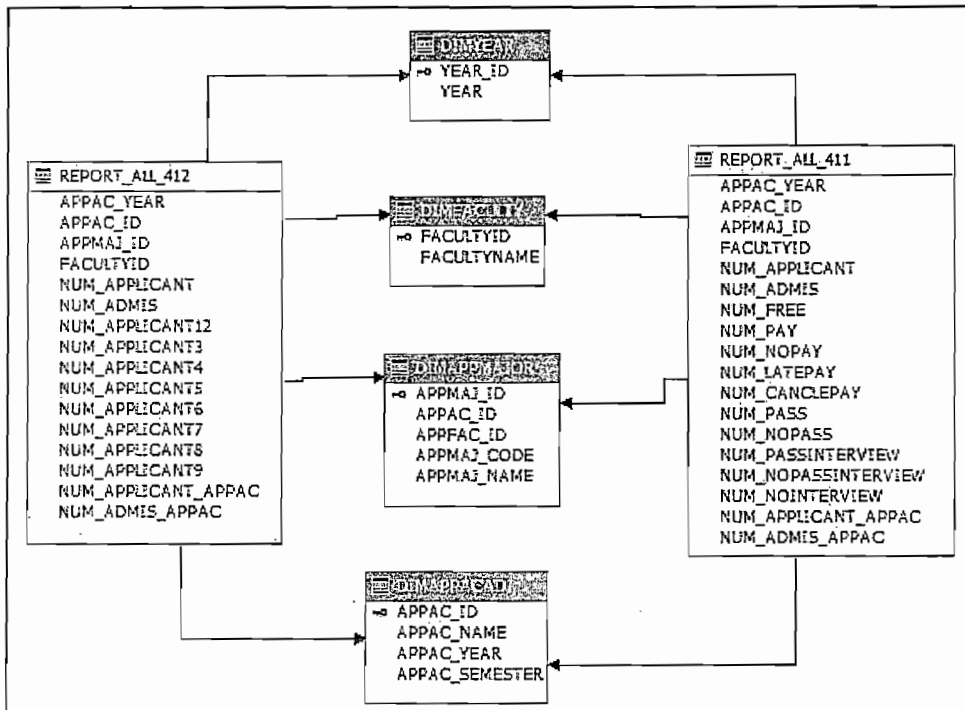 DIMYEAR
YEAR_ID
YEAR
REPORT_ALL_412
APPAC_YEAR
APPAC_ID
APPMAJ_ID
FACULTYID
NUM_APPLICANT
NUM_ADMIS
NUM_APPLICANT12
NUM_APPLICANT3
NUM_APPLICANT4
NUM_APPLICANT5
NUM_APPLICANT6
NUM_APPLICANT7
NUM_APPLICANT8
NUM_APPLICANT9
NUM_APPLICANT_APPAC
NUM_ADMIS_APPAC
DIMFACULTY
FACULTYID
FACULTYNAME
DIMAPPMAJOR
APPMAJ_ID
APPAC_ID
APPFAC_ID
APPMAJ_CODE
APPMAJ_NAME
APPAC_ID
APPAC_NAME
APPAC_YEAR
APPAC_SEMESTER
REPORT_ALL_411
APPAC_YEAR
APPAC_ID
APPMAJ_ID
FACULTYID
NUM_APPLICANT
NUM_ADMIS
NUM_FREE
NUM_PAY
NUM_NOPAY
NUM_LATEPAY
NUM_CANCLEPAY
NUM_PASS
NUM_NOPASS
NUM_PASSINTERVIEW
NUM_NOPASSINTERVIEW
NUM_NOINTERVIEW
NUM_APPLICANT_APPAC
NUM_ADMIS_APPAC